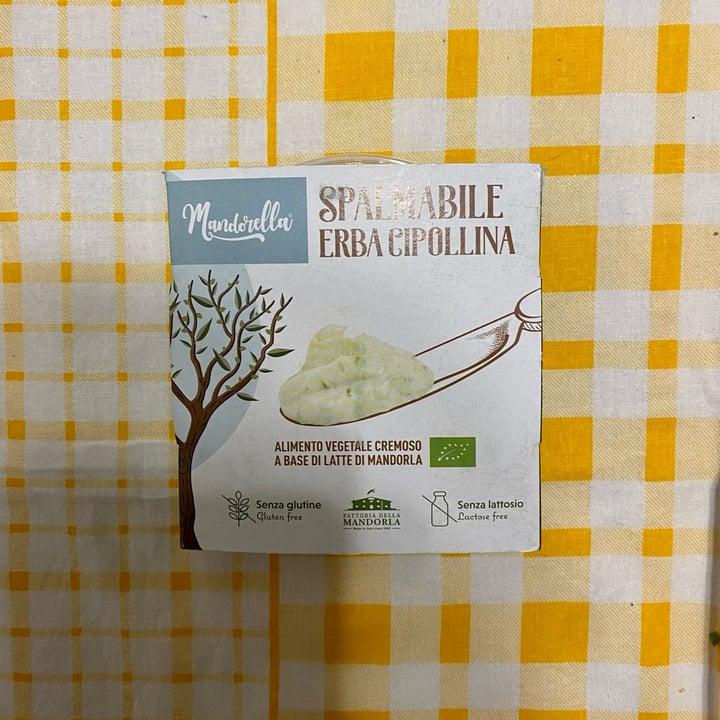 Mandorella®
SPALMABILE
ERBA CIPOLLINA
ALIMENTO VEGETALE CREMOSO
A BASE DI LATTE DI MANDORLA
Senza glutine
Gluten free
FATTORIA DELLA
MANDORLA
Senza lattosio
Lactose free